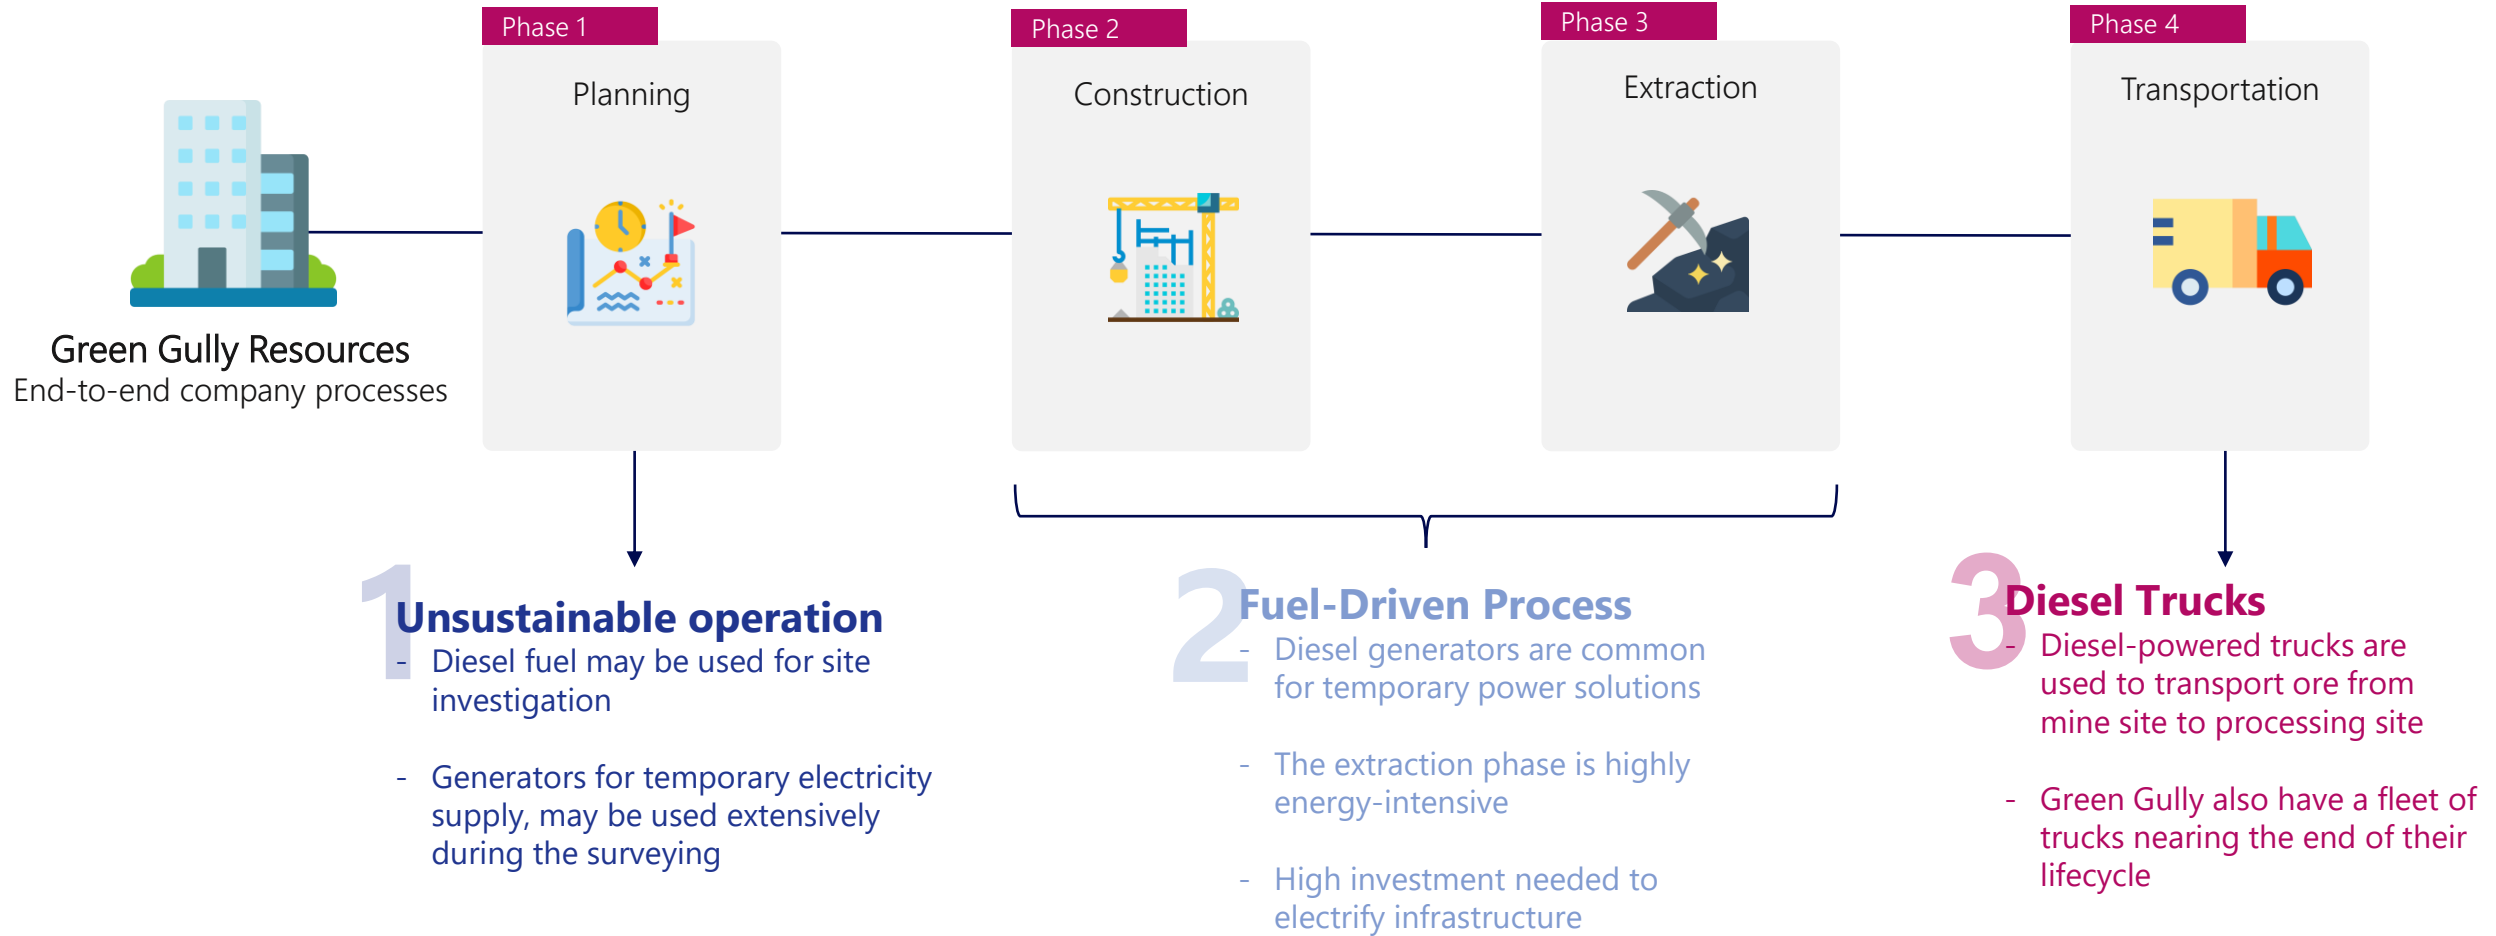 Phase 1
Planning
Phase 2
Construction
Phase 3
Extraction
Phase 4
Transportation
Green Gully Resources
End-to-end company processes
1
Unsustainable operation
- Diesel fuel may be used for site
investigation
- Generators for temporary electricity
supply, may be used extensively
during the surveying
2
Fuel-Driven Process
- Diesel generators are common
for temporary power solutions
- The extraction phase is highly
energy-intensive
- High investment needed to
electrify infrastructure
3
Diesel Trucks
- Diesel-powered trucks are
used to transport ore from
mine site to processing site
- Green Gully also have a fleet of
trucks nearing the end of their
lifecycle